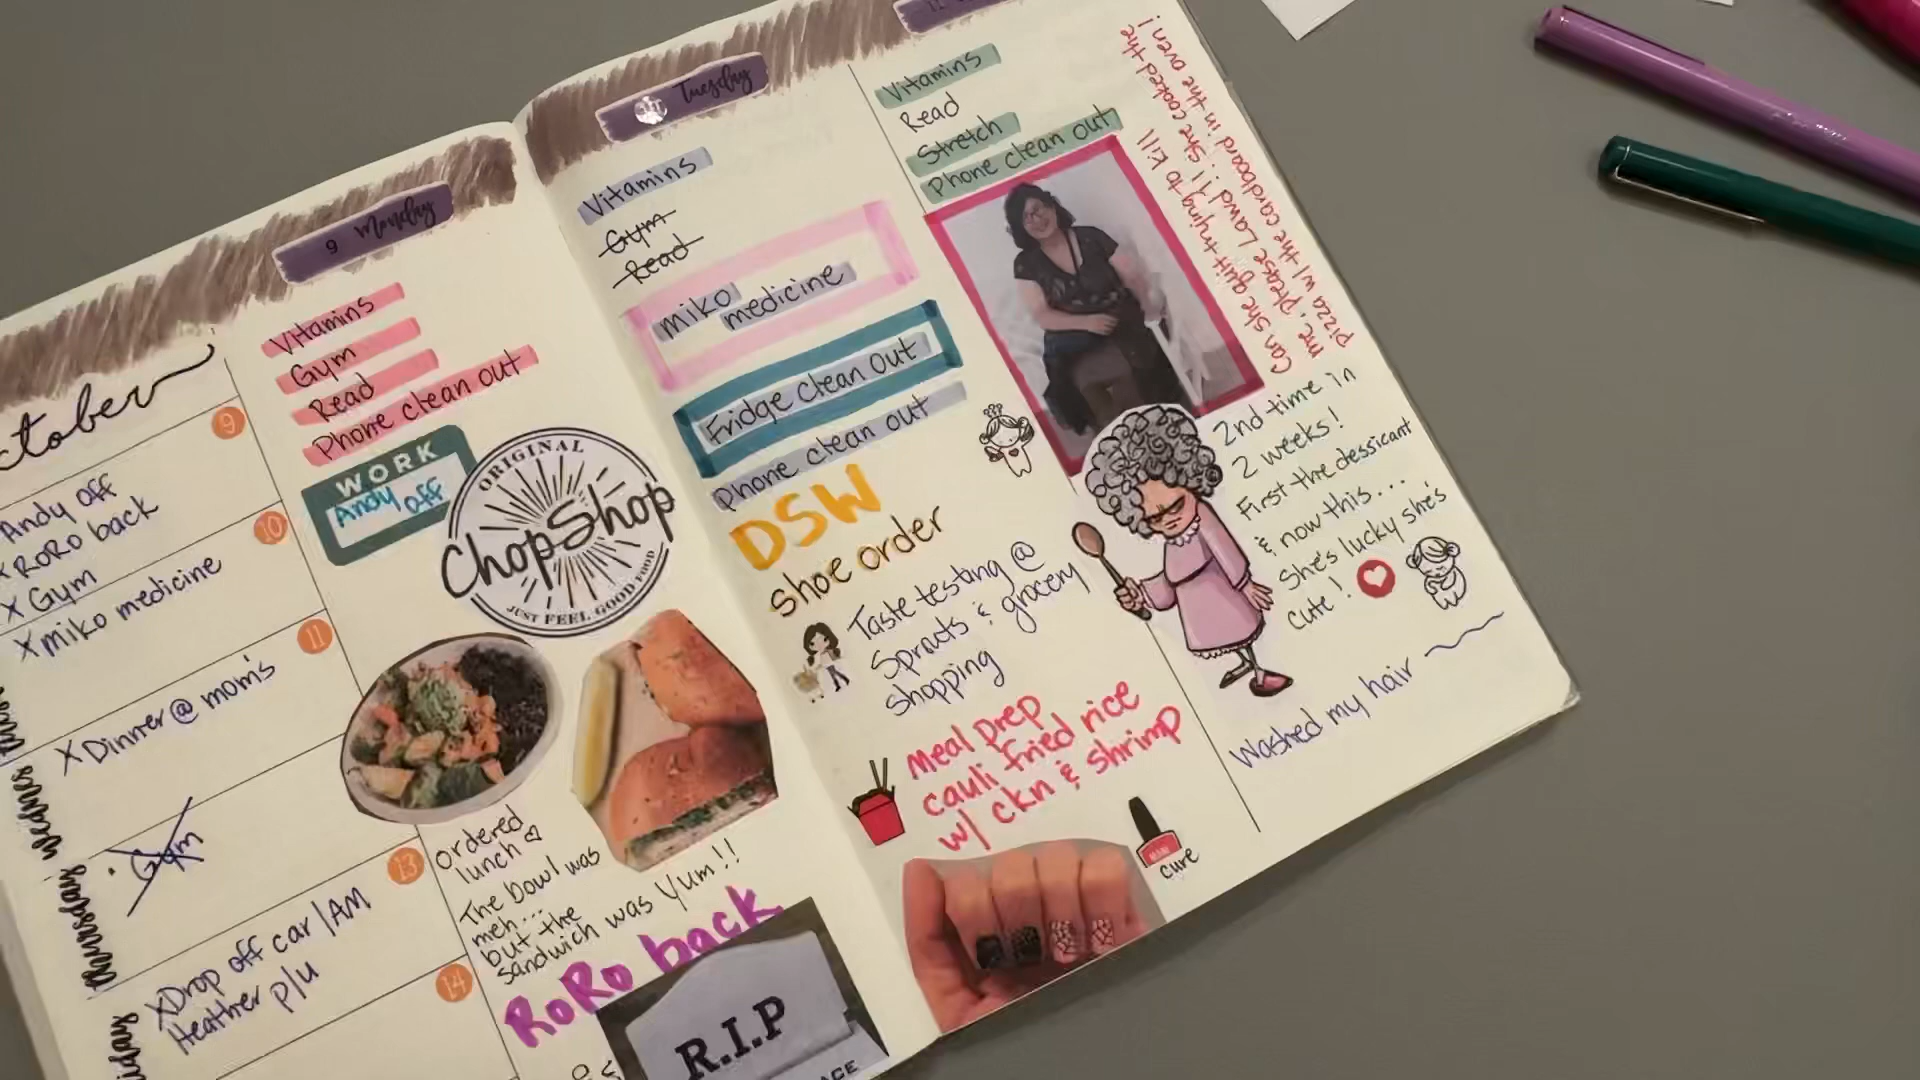 ctober
9
Andy off
x RoRo back
x Gym
10
x miko medicine
11
x Dinner @ mom's
Gym
13
xDrop off car/AM
Heather p/u
14
9 Monday
Vitamins
Gym
Read
Phone clean out
WORK
Andy off
ORIGINAL
ChopShop
JUST FEEL GOOD FOOD
ordered
lunch
The bowl was
meh...
but the
sandwich was Yum!!
RoRo back
R.I.P
Tuesday
Vitamins
Gym
Read
miko
medicine
Fridge Clean Out
Phone clean out
DSW
shoe order
Taste testing @
Sprouts & grocery
shopping
Meal prep
cauli fried rice
w/ ckn & shrimp
cure
Vitamins
Read
Stretch
Phone clean out
Can she quit trying to kill
me, please Lawd!! She cooked the
pizza w/ the cardboard in the oven!
2nd time in
2 weeks!
First the dessicant
& now this...
She's lucky she's
cute!
Washed my hair